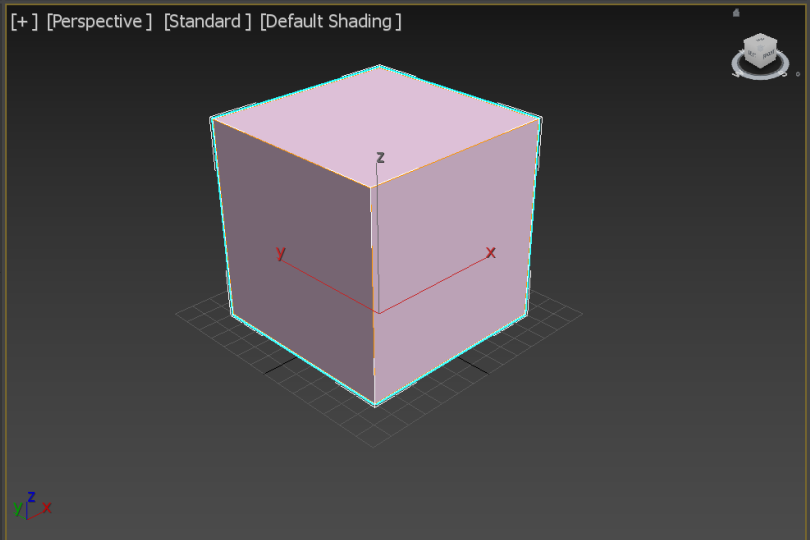 [+] [Perspective] [Standard] [Default Shading]
z
y x
z
y x